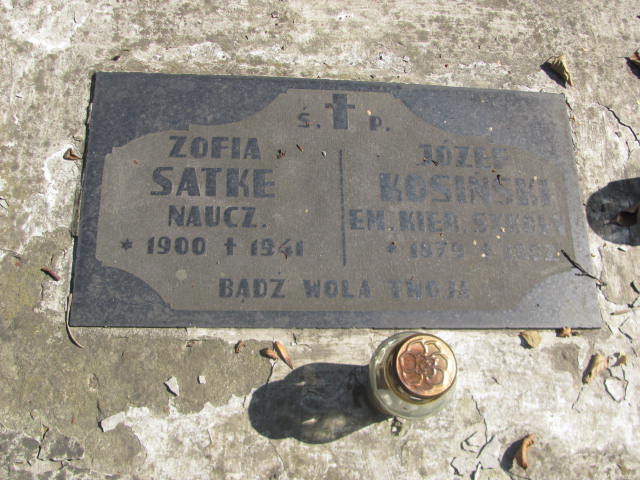 Ś. P.
ZOFIA
SATKE
NAUCZ.
* 1900 + 1941
JÓZEF
KOSIŃSKI
EM. KIER. SZKOŁY
* 1879 +
BĄDŹ WOLA TWOJA